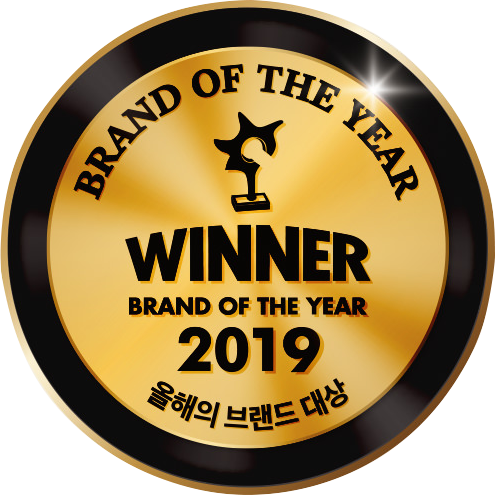 BRAND OF THE YEAR
WINNER
BRAND OF THE YEAR
2019
올해의 브랜드 대상